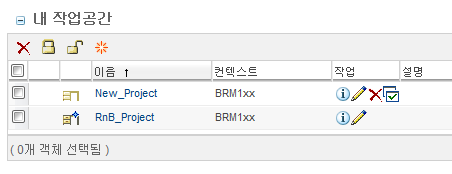 내 작업공간
이름 ↑ 컨텍스트 작업 설명
New_Project BRM1xx
RnB_Project BRM1xx
( 0개 객체 선택됨 )